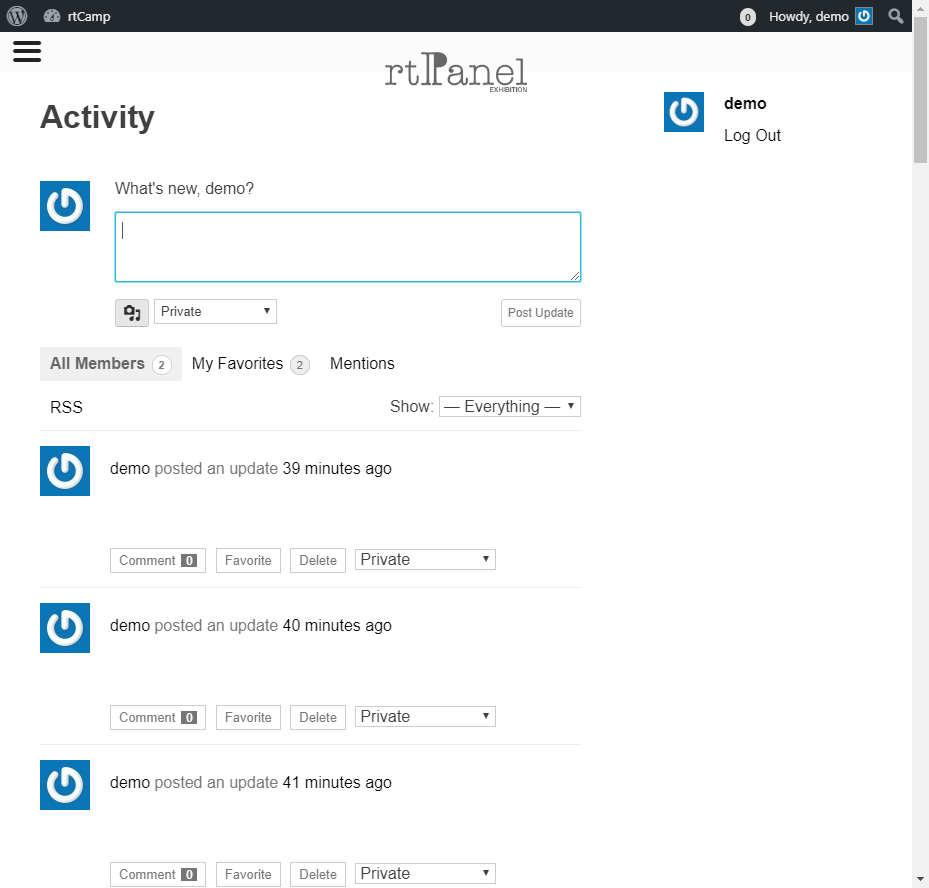 rtCamp
0 Howdy, demo
rtPanel
EXHIBITION
demo
Log Out
Activity
What's new, demo?
Private
Post Update
All Members 2 My Favorites 2 Mentions
RSS
Show: — Everything —
demo posted an update 39 minutes ago
Comment 0 Favorite Delete Private
demo posted an update 40 minutes ago
Comment 0 Favorite Delete Private
demo posted an update 41 minutes ago
Comment 0 Favorite Delete Private